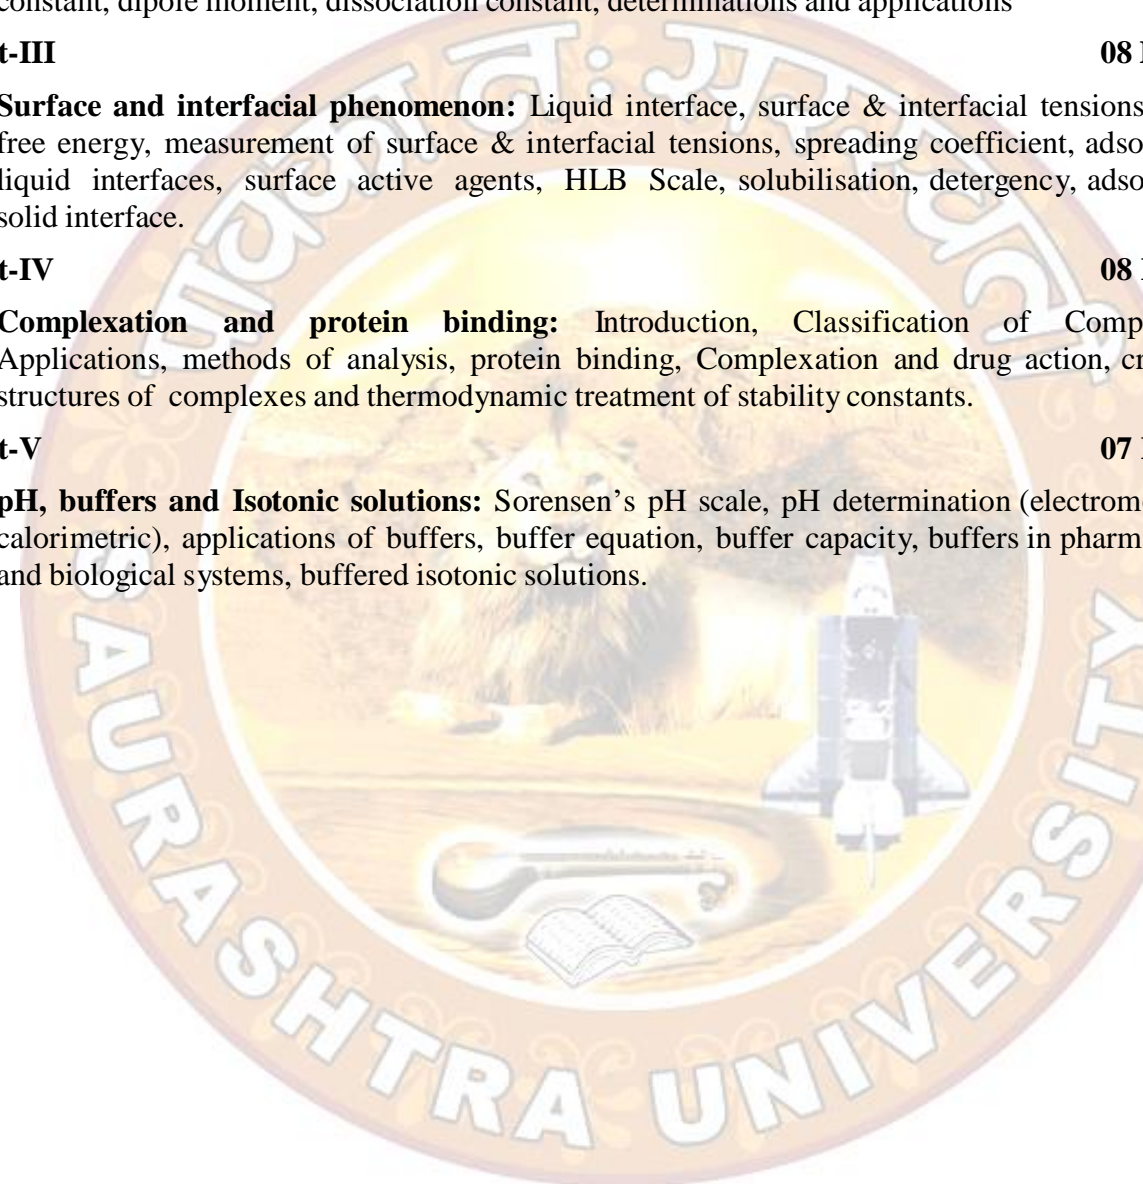 constant, dipole moment, dissociation constant, determinations and applications
t-III 08
Surface and interfacial phenomenon: Liquid interface, surface & interfacial tensions
free energy, measurement of surface & interfacial tensions, spreading coefficient, adso
liquid interfaces, surface active agents, HLB Scale, solubilisation, detergency, adso
solid interface.
t-IV 08
Complexation and protein binding: Introduction, Classification of Comp
Applications, methods of analysis, protein binding, Complexation and drug action, cr
structures of complexes and thermodynamic treatment of stability constants.
t-V 07
pH, buffers and Isotonic solutions: Sorensen’s pH scale, pH determination (electrom
calorimetric), applications of buffers, buffer equation, buffer capacity, buffers in pharm
and biological systems, buffered isotonic solutions.
पावका नः सरस्वती
SAURASHTRA UNIVERSITY